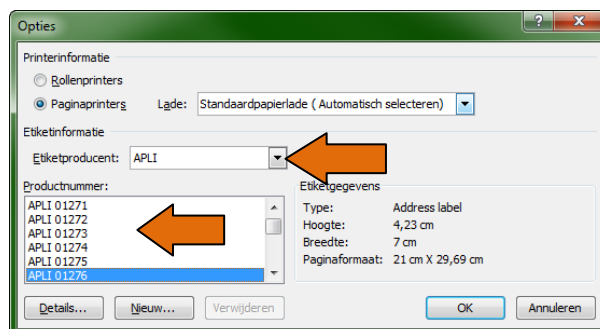 Opties
Printerinformatie
Rollenprinters
Paginaprinters Lade: Standaardpapierlade ( Automatisch selecteren)
Etiketinformatie
Etiketproducent: APLI
Productnummer:
APLI 01271
APLI 01272
APLI 01273
APLI 01274
APLI 01275
APLI 01276
Etiketgegevens
Type: Address label
Hoogte: 4,23 cm
Breedte: 7 cm
Paginaformaat: 21 cm X 29,69 cm
Details... Nieuw... Verwijderen OK Annuleren